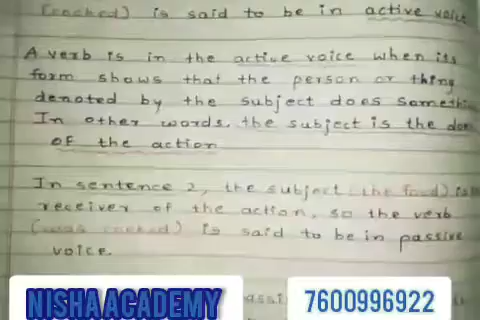 (cooked) is said to be in active voice
A verb is in the active voice when its
form shows that the person or thing
denoted by the subject does somethi
In other words, the subject is the doe
of the action
In sentence 2, the subject (the food) is
receiver of the action, so the verb
(was cooked) is said to be in passive
voice.
NISHA ACADEMY
7600996922